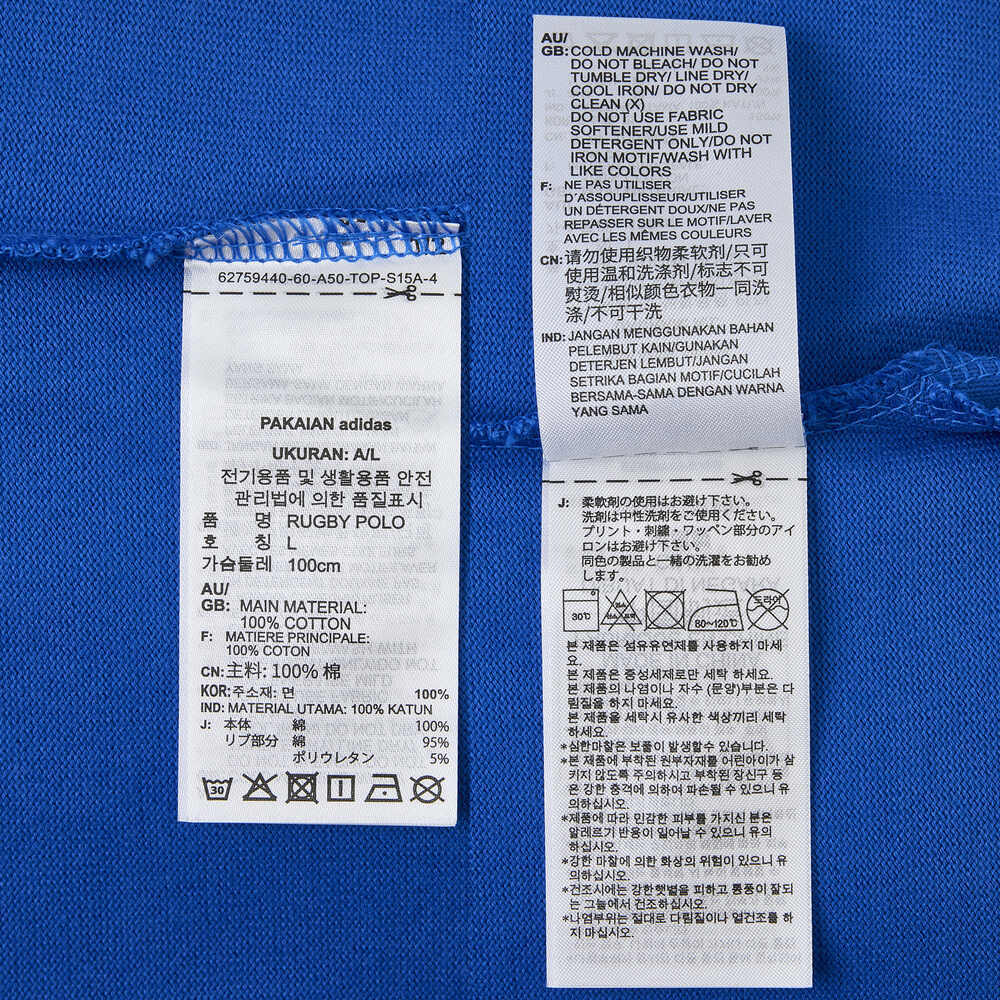 62759440-60-A50-TOP-S15A-4
PAKAIAN adidas
UKURAN: A/L
전기용품 및 생활용품 안전
관리법에 의한 품질표시
품 명 RUGBY POLO
호 칭 L
가슴둘레 100cm
AU/
GB: MAIN MATERIAL:
100% COTTON
F: MATIERE PRINCIPALE:
100% COTON
CN: 主料: 100% 棉
KOR: 주소재: 면 100%
IND: MATERIAL UTAMA: 100% KATUN
J: 本体 綿 100%
リブ部分 綿 95%
ポリウレタン 5%
30
AU/
GB: COLD MACHINE WASH/
DO NOT BLEACH/ DO NOT
TUMBLE DRY/ LINE DRY/
COOL IRON/ DO NOT DRY
CLEAN (X)
DO NOT USE FABRIC
SOFTENER/USE MILD
DETERGENT ONLY/DO NOT
IRON MOTIF/WASH WITH
LIKE COLORS
F: NE PAS UTILISER
D'ASSOUPLISSEUR/UTILISER
UN DÉTERGENT DOUX/NE PAS
REPASSER SUR LE MOTIF/LAVER
AVEC LES MÊMES COULEURS
CN: 请勿使用织物柔软剂/只可
使用温和洗涤剂/标志不可
熨烫/相似颜色衣物一同洗
涤/不可干洗
IND: JANGAN MENGGUNAKAN BAHAN
PELEMBUT KAIN/GUNAKAN
DETERJEN LEMBUT/JANGAN
SETRIKA BAGIAN MOTIF/CUCILAH
BERSAMA-SAMA DENGAN WARNA
YANG SAMA
J: 柔軟剤の使用はお避け下さい。
洗剤は中性洗剤をご使用ください。
プリント・刺繍・ワッペン部分のアイ
ロンはお避け下さい。
同色の製品と一緒の洗濯をお勧め
します。
30℃ 80~120℃ 드라이
본 제품은 섬유유연제를 사용하지 마세
요.
본 제품은 중성세제로만 세탁 하세요.
본 제품의 나염이나 자수 (문양)부분은 다
림질을 하지 마세요.
본 제품을 세탁시 유사한 색상끼리 세탁
하세요.
*심한마찰은 보풀이 발생할수 있습니다.
*본 제품에 부착된 원부자재를 어린아이가 삼
키지 않도록 주의하시고 부착된 장신구 등
은 강한 충격에 의하여 파손될 수 있으니 유
의하십시오.
*제품에 따라 민감한 피부를 가지신 분은
알레르기 반응이 일어날 수 있으니 유의
하십시오.
*강한 마찰에 의한 화상의 위험이 있으니 유
의하십시오.
*건조시에는 강한햇볕을 피하고 통풍이 잘되
는 그늘에서 건조하십시오.
*나염부위는 절대로 다림질이나 열건조를 하
지 마십시오.